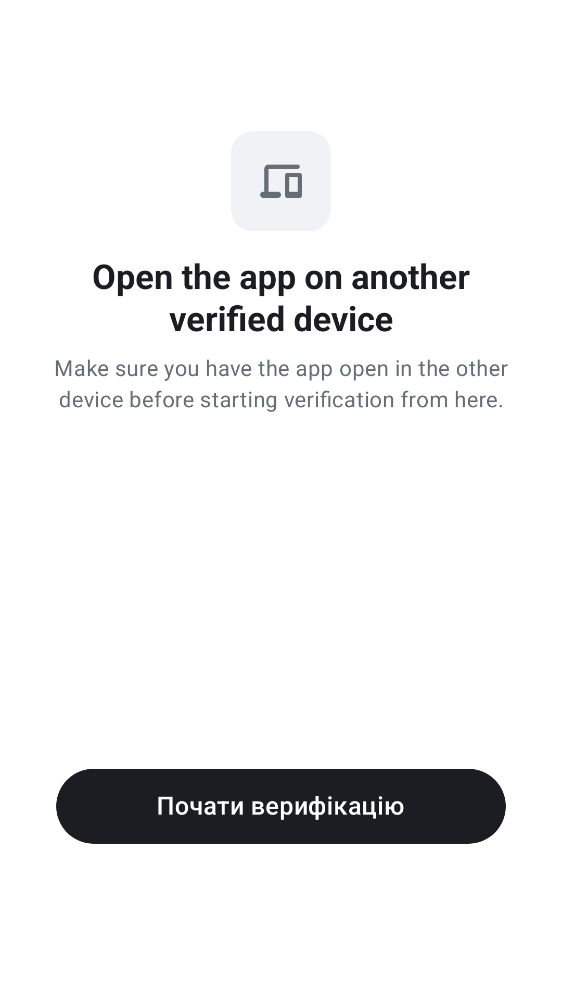 Open the app on another
verified device
Make sure you have the app open in the other
device before starting verification from here.
Почати верифікацію